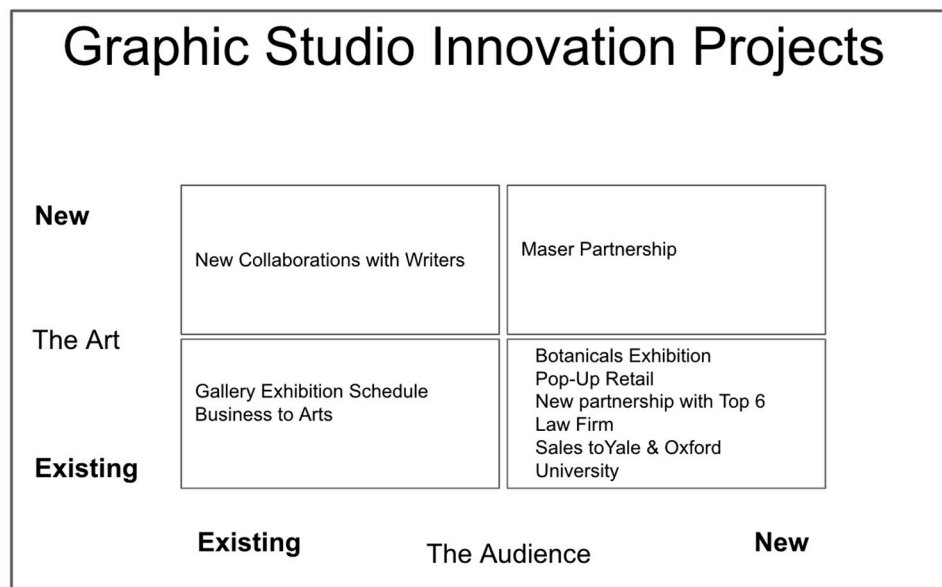 Graphic Studio Innovation Projects
New
New Collaborations with Writers
Maser Partnership
The Art
Gallery Exhibition Schedule
Business to Arts
Botanicals Exhibition
Pop-Up Retail
New partnership with Top 6
Law Firm
Sales toYale & Oxford
University
Existing
Existing
The Audience
New